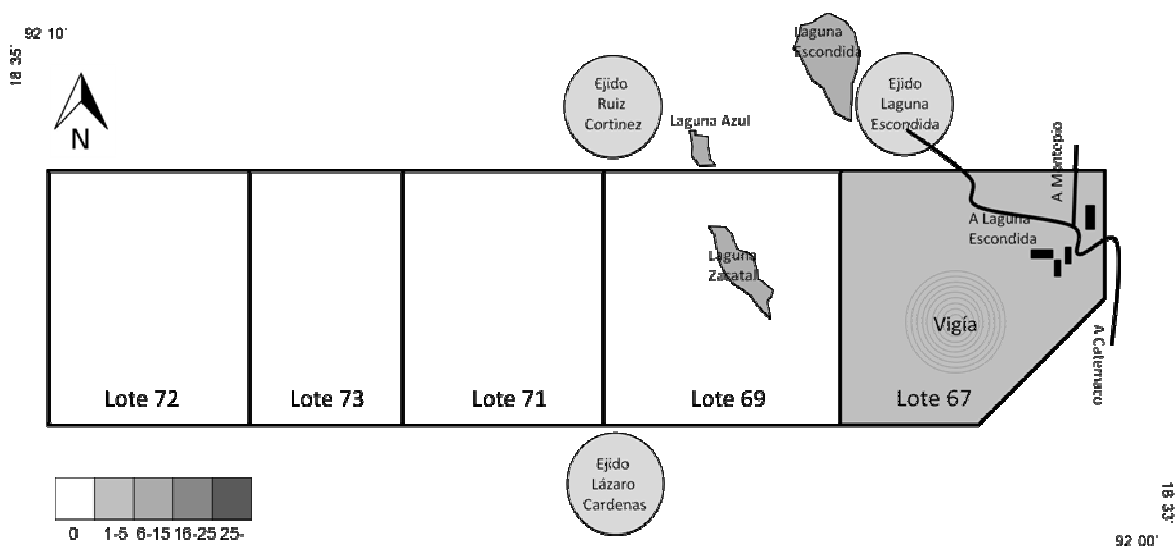 92 10'
18 35'
N
Ejido
Ruiz
Cortinez
Laguna Azul
Laguna
Escondida
Ejido
Laguna
Escondida
A Montepio
A Laguna
Escondida
Laguna
Zacatal
Vigía
A Catemaco
Lote 72
Lote 73
Lote 71
Lote 69
Lote 67
Ejido
Lázaro
Cardenas
0 1-5 6-15 16-25 25-
18 33'
92 00'